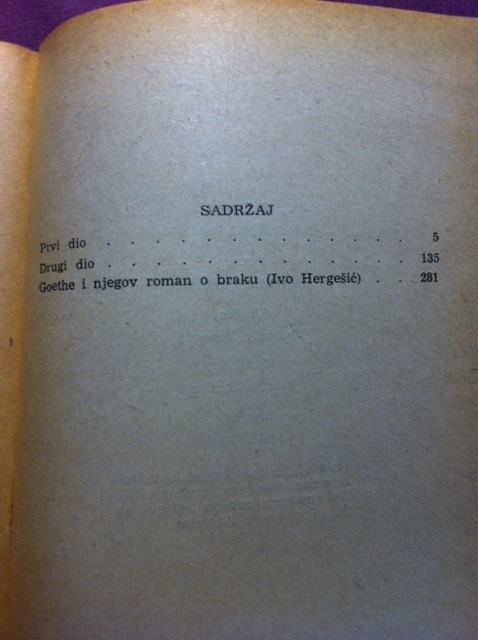 SADRŽAJ
Prvi dio . . . . . . . . . . . . . 5
Drugi dio . . . . . . . . . . . . . 135
Goethe i njegov roman o braku (Ivo Hergešić) . . 281